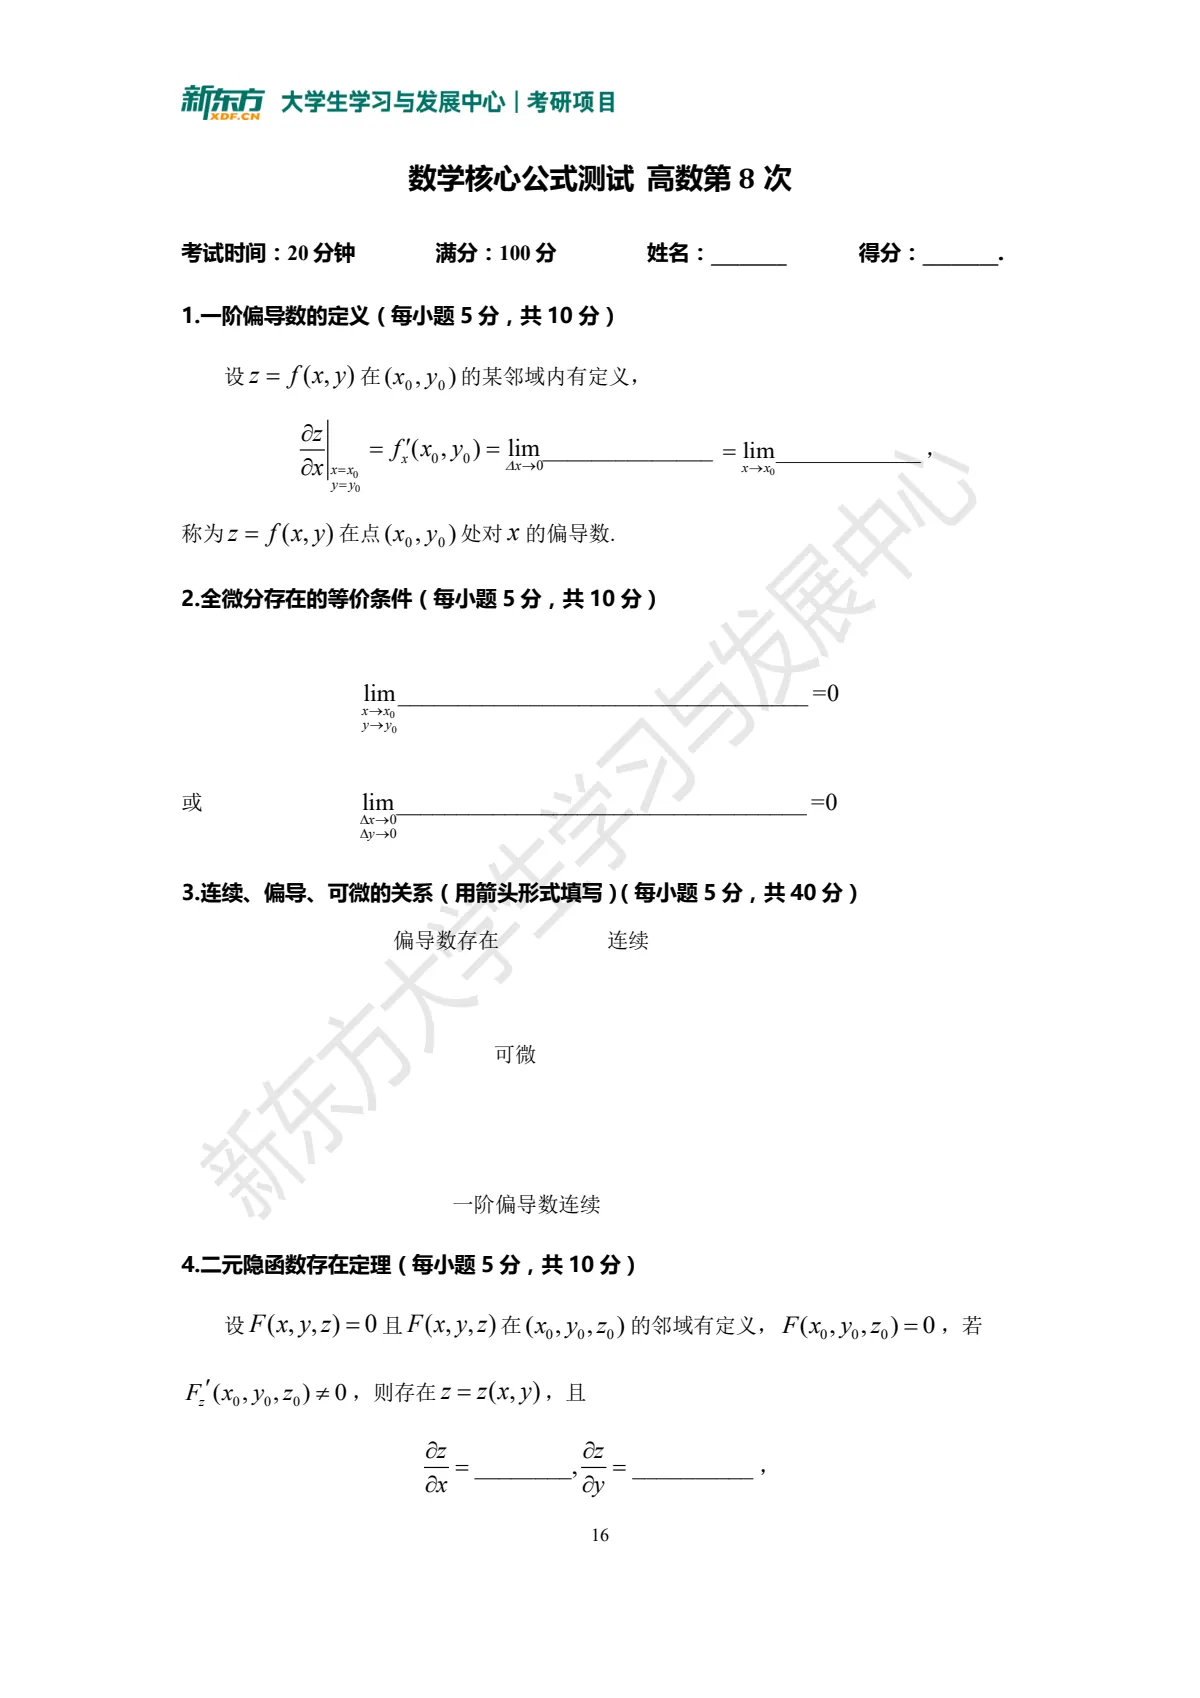 新东方 XDF.CN 大学生学习与发展中心 | 考研项目
数学核心公式测试 高数第 8 次
考试时间：20 分钟 满分：100 分 姓名：_______ 得分：_______.
1.一阶偏导数的定义（每小题 5 分，共 10 分）
设 z = f(x, y) 在 (x₀, y₀) 的某邻域内有定义，
∂z/∂x|ₓ₌ₓ₀, y=y₀ = fₓ′(x₀, y₀) = lim Δx→0 ______________ = lim x→x₀ ____________，
称为 z = f(x, y) 在点 (x₀, y₀) 处对 x 的偏导数.
2.全微分存在的等价条件（每小题 5 分，共 10 分）
lim x→x₀ y→y₀ __________________________________ =0
或 lim Δx→0 Δy→0 __________________________________ =0
3.连续、偏导、可微的关系（用箭头形式填写）（每小题 5 分，共 40 分）
偏导数存在 连续
可微
一阶偏导数连续
4.二元隐函数存在定理（每小题 5 分，共 10 分）
设 F(x, y, z) = 0 且 F(x, y, z) 在 (x₀, y₀, z₀) 的邻域有定义， F(x₀, y₀, z₀) = 0，若
F_z′(x₀, y₀, z₀) ≠ 0，则存在 z = z(x, y)，且
∂z/∂x = ________, ∂z/∂y = __________，
16
新东方大学生学习与发展中心